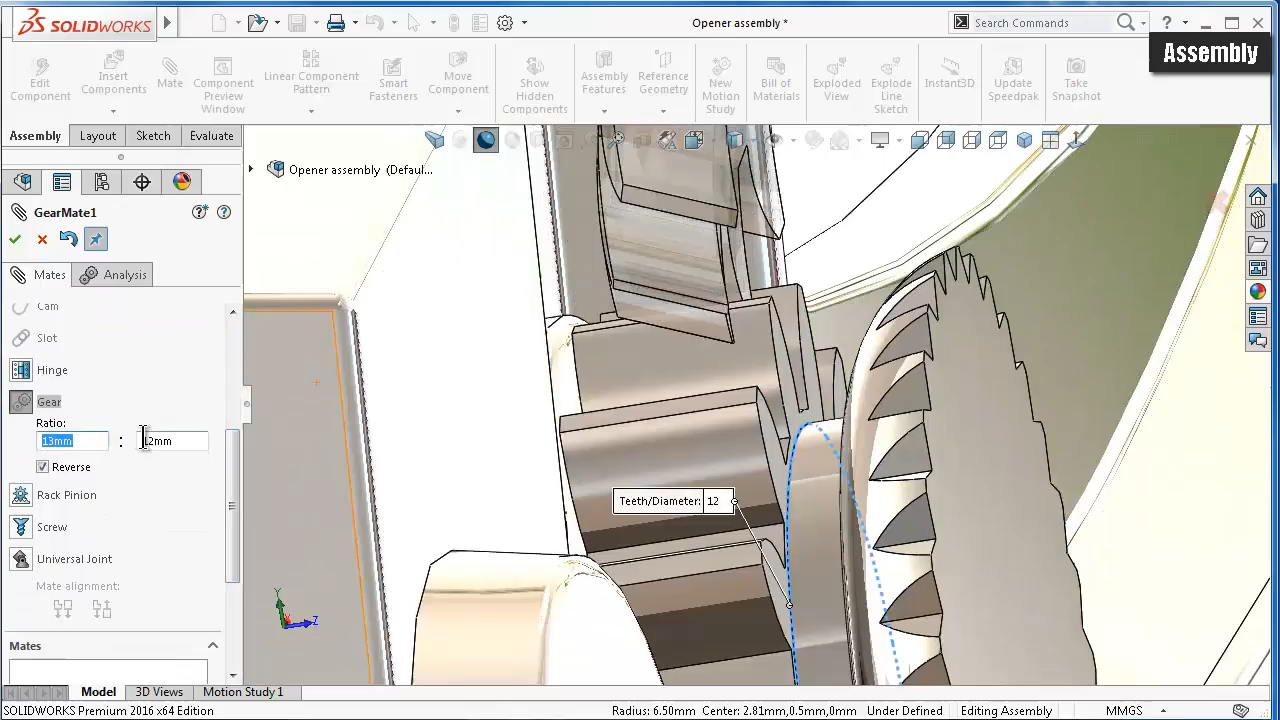 SOLIDWORKS
Opener assembly *
Search Commands
?
Assembly
Edit Component
Insert Components
Mate
Component Preview Window
Linear Component Pattern
Smart Fasteners
Move Component
Show Hidden Components
Assembly Features
Reference Geometry
New Motion Study
Bill of Materials
Exploded View
Explode Line Sketch
Instant3D
Update Speedpak
Take Snapshot
Assembly Layout Sketch Evaluate
Opener assembly (Defaul...
GearMate1
Mates Analysis
Cam
Slot
Hinge
Gear
Ratio:
13mm : 12mm
Reverse
Rack Pinion
Screw
Universal Joint
Mate alignment:
Mates
Teeth/Diameter: 12
Y
X
Z
Model 3D Views Motion Study 1
SOLIDWORKS Premium 2016 x64 Edition
Radius: 6.50mm Center: 2.81mm,0.5mm,0mm Under Defined Editing Assembly MMGS